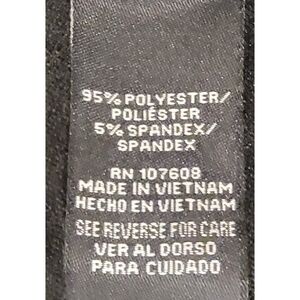 95% POLYESTER/
POLIÉSTER
5% SPANDEX/
SPANDEX
RN 107608
MADE IN VIETNAM
HECHO EN VIETNAM
SEE REVERSE FOR CARE
VER AL DORSO
PARA CUIDADO